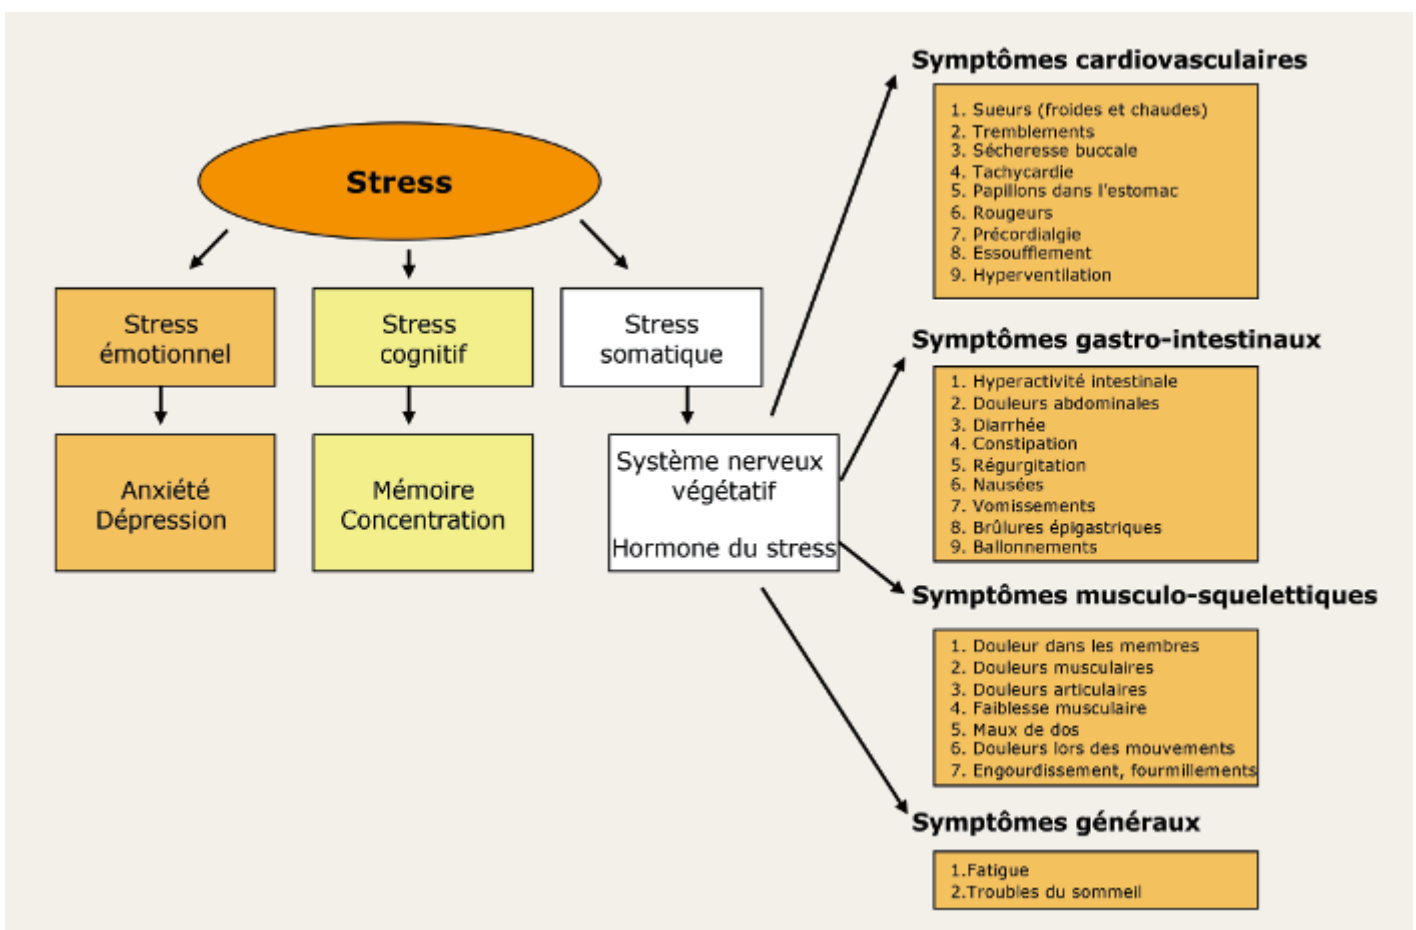 Stress
Stress
émotionnel
Stress
cognitif
Stress
somatique
Anxiété
Dépression
Mémoire
Concentration
Système nerveux
végétatif
Hormone du stress
Symptômes cardiovasculaires
1. Sueurs (froides et chaudes)
2. Tremblements
3. Sécheresse buccale
4. Tachycardie
5. Papillons dans l'estomac
6. Rougeurs
7. Précordialgie
8. Essoufflement
9. Hyperventilation
Symptômes gastro-intestinaux
1. Hyperactivité intestinale
2. Douleurs abdominales
3. Diarrhée
4. Constipation
5. Régurgitation
6. Nausées
7. Vomissements
8. Brûlures épigastriques
9. Ballonnements
Symptômes musculo-squelettiques
1. Douleur dans les membres
2. Douleurs musculaires
3. Douleurs articulaires
4. Faiblesse musculaire
5. Maux de dos
6. Douleurs lors des mouvements
7. Engourdissement, fourmillements
Symptômes généraux
1.Fatigue
2.Troubles du sommeil